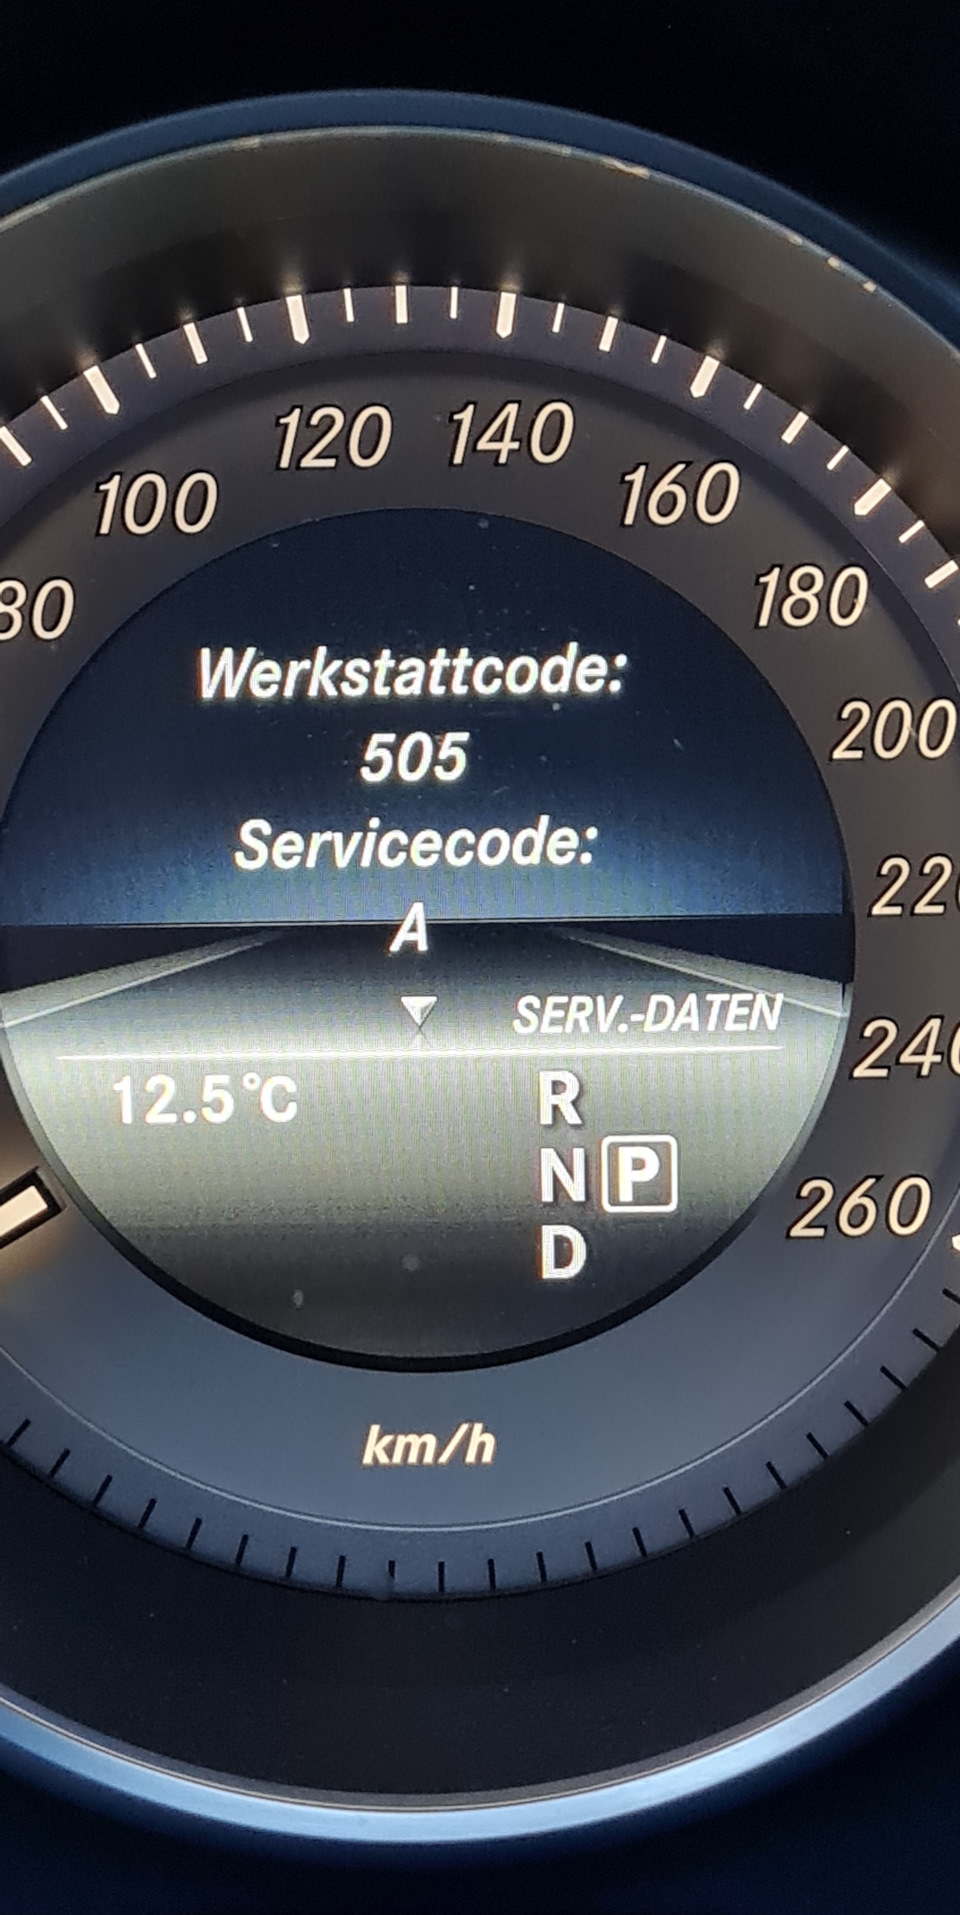 80
100
120
140
160
180
200
220
240
260
Werkstattcode:
505
Servicecode:
A
SERV.-DATEN
12.5°C
R
N P
D
km/h